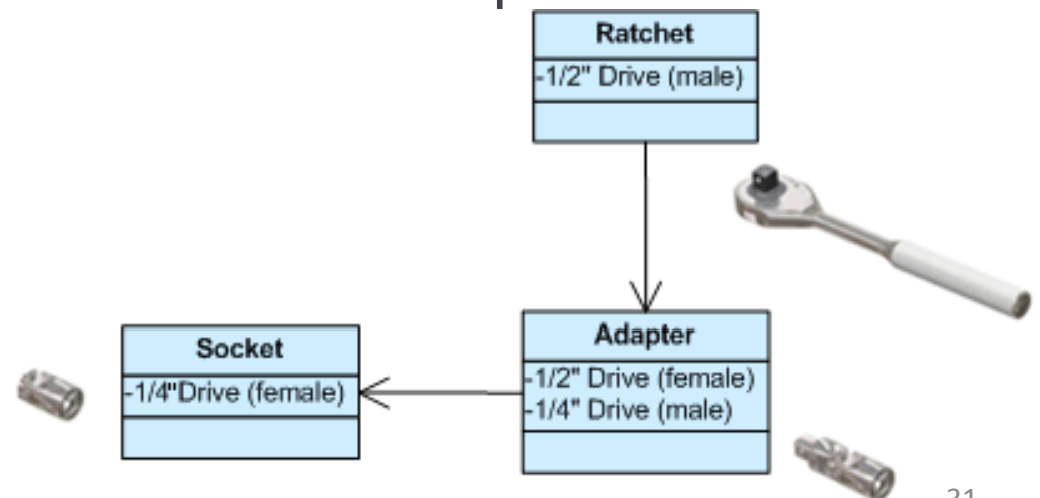 Ratchet
-1/2" Drive (male)
Adapter
-1/2" Drive (female)
-1/4" Drive (male)
Socket
-1/4"Drive (female)